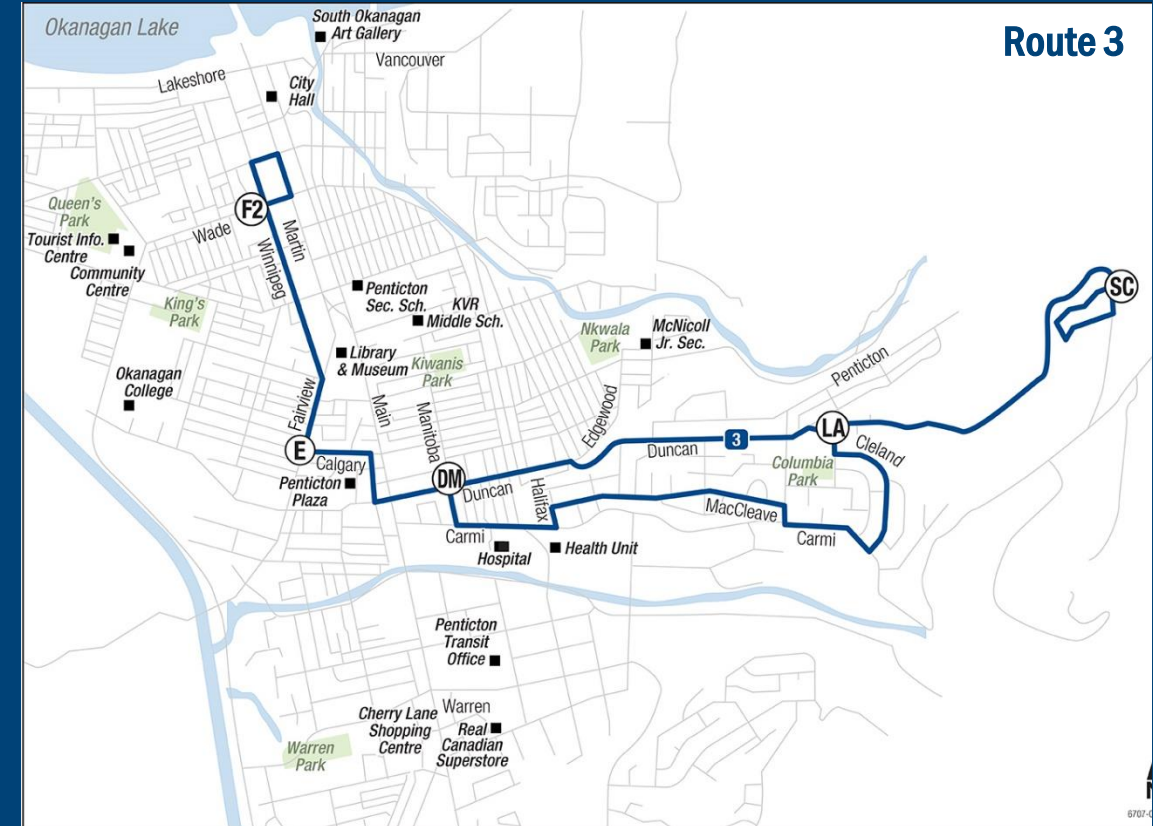 Okanagan Lake
South Okanagan
Art Gallery
Route 3
Vancouver
Lakeshore
City
Hall
Queen's
Park
F2
Wade
Martin
Winnipeg
Tourist Info.
Centre
Community
Centre
King's
Park
Penticton
Sec. Sch.
KVR
Middle Sch.
Nkwala
Park
McNicoll
Jr. Sec.
SC
Library
& Museum
Kiwanis
Park
Penticton
Okanagan
College
Fairview
Main
Manitoba
Edgewood
E
Calgary
Penticton
Plaza
DM
Duncan
Halifax
Duncan
3
LA
Cleland
Columbia
Park
MacCleave
Carmi
Carmi
Hospital
Health Unit
Penticton
Transit
Office
Warren
Cherry Lane
Shopping
Centre
Real
Canadian
Superstore
Warren
Park